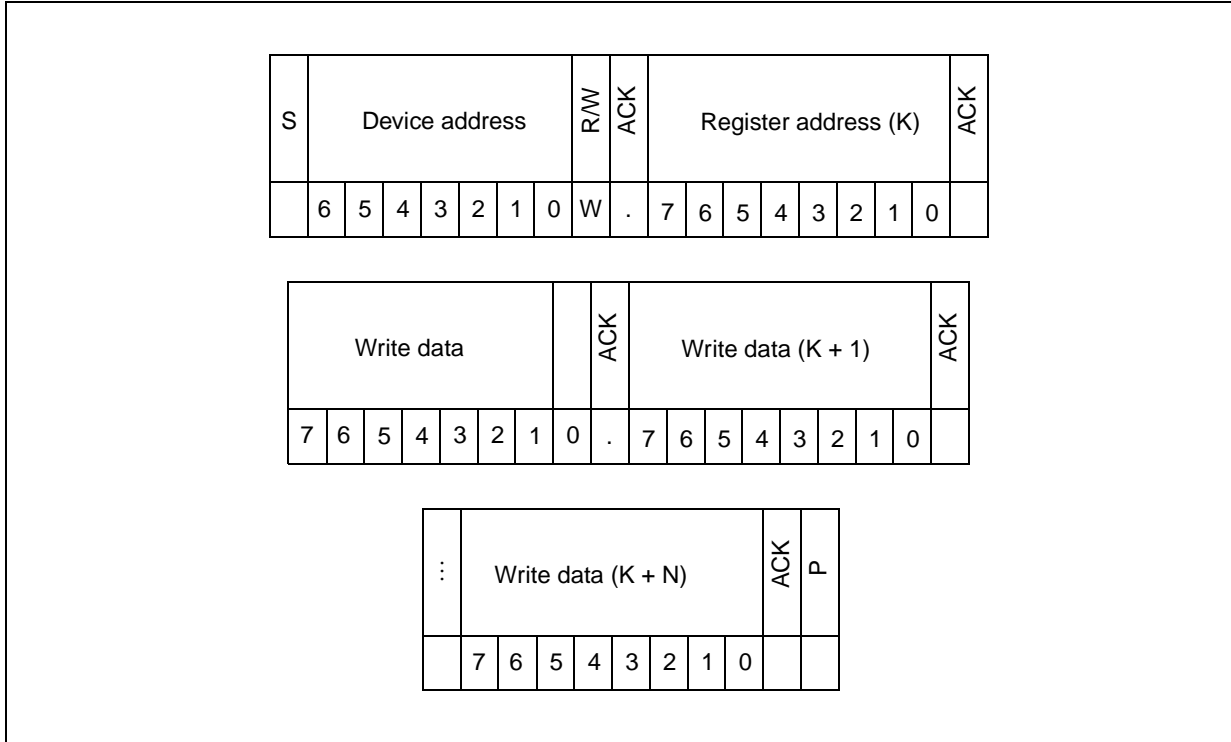 S Device address R/W ACK Register address (K) ACK
6 5 4 3 2 1 0 W . 7 6 5 4 3 2 1 0
Write data ACK Write data (K + 1) ACK
7 6 5 4 3 2 1 0 . 7 6 5 4 3 2 1 0
... Write data (K + N) ACK P
7 6 5 4 3 2 1 0